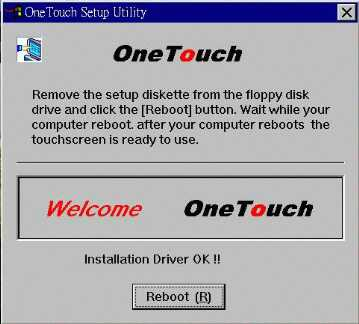 OneTouch Setup Utility
OneTouch
Remove the setup diskette from the floppy disk
drive and click the [Reboot] button. Wait while your
computer reboot. after your computer reboots the
touchscreen is ready to use.
Welcome OneTouch
Installation Driver OK !!
Reboot (R)